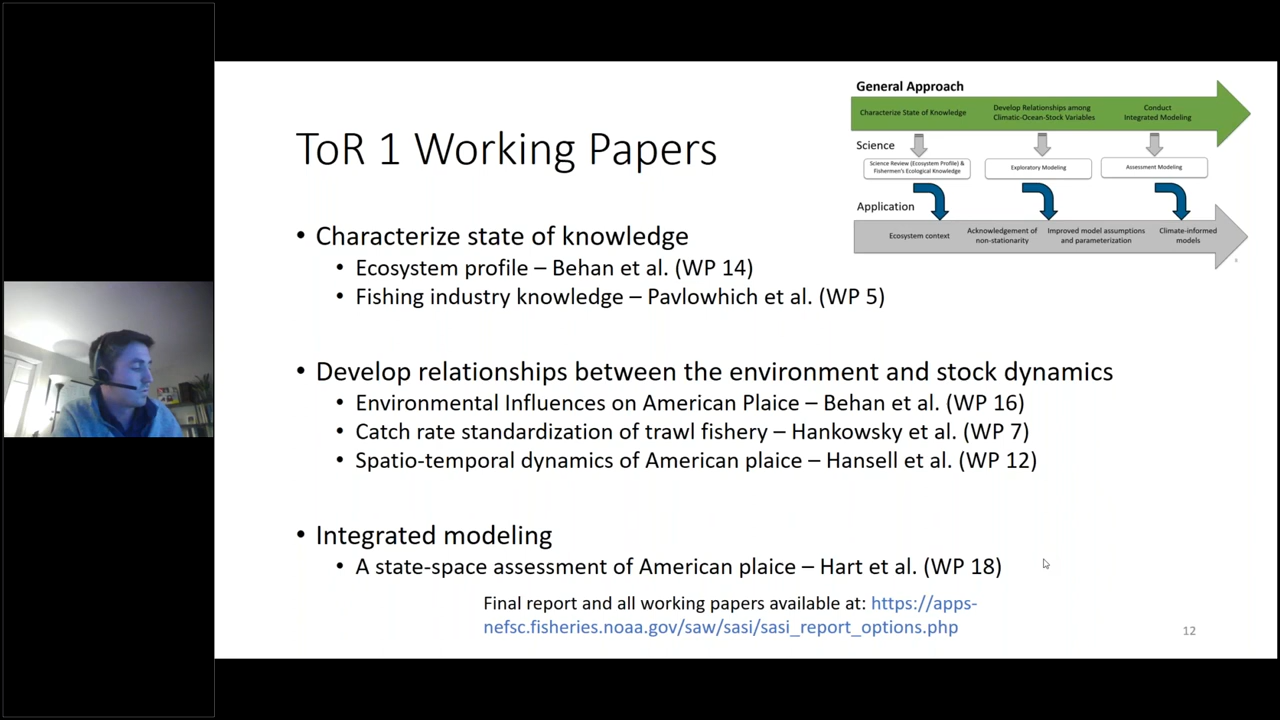 General Approach
Characterize State of Knowledge
Develop Relationships among
Climatic-Ocean-Stock Variables
Conduct
Integrated Modeling
Science
Science Review (Ecosystem Profile) &
Fishermen's Ecological Knowledge
Exploratory Modeling
Assessment Modeling
Application
Ecosystem context
Acknowledgement of
non-stationarity
Improved model assumptions
and parameterization
Climate-informed
models
ToR 1 Working Papers
• Characterize state of knowledge
• Ecosystem profile – Behan et al. (WP 14)
• Fishing industry knowledge – Pavlowhich et al. (WP 5)
• Develop relationships between the environment and stock dynamics
• Environmental Influences on American Plaice – Behan et al. (WP 16)
• Catch rate standardization of trawl fishery – Hankowsky et al. (WP 7)
• Spatio-temporal dynamics of American plaice – Hansell et al. (WP 12)
• Integrated modeling
• A state-space assessment of American plaice – Hart et al. (WP 18)
Final report and all working papers available at: https://apps-
nefsc.fisheries.noaa.gov/saw/sasi/sasi_report_options.php
12